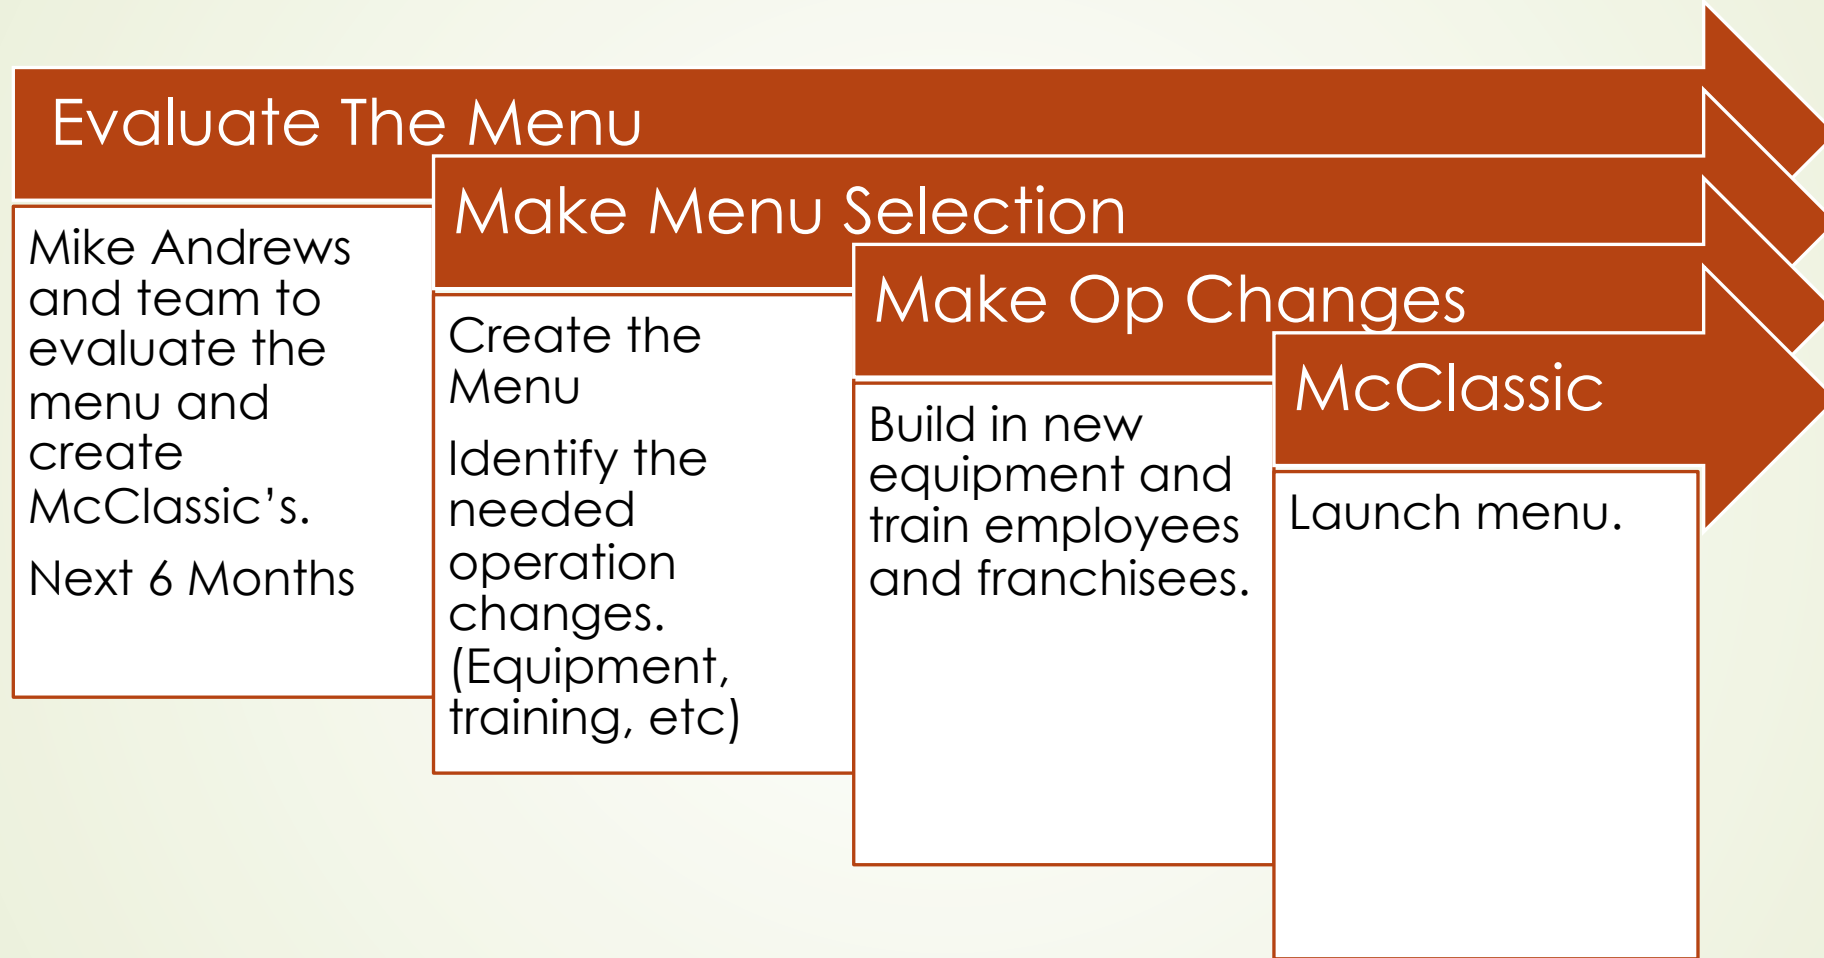 Evaluate The Menu
Mike Andrews
and team to
evaluate the
menu and
create
McClassic’s.
Next 6 Months
Make Menu Selection
Create the
Menu
Identify the
needed
operation
changes.
(Equipment,
training, etc)
Make Op Changes
Build in new
equipment and
train employees
and franchisees.
McClassic
Launch menu.